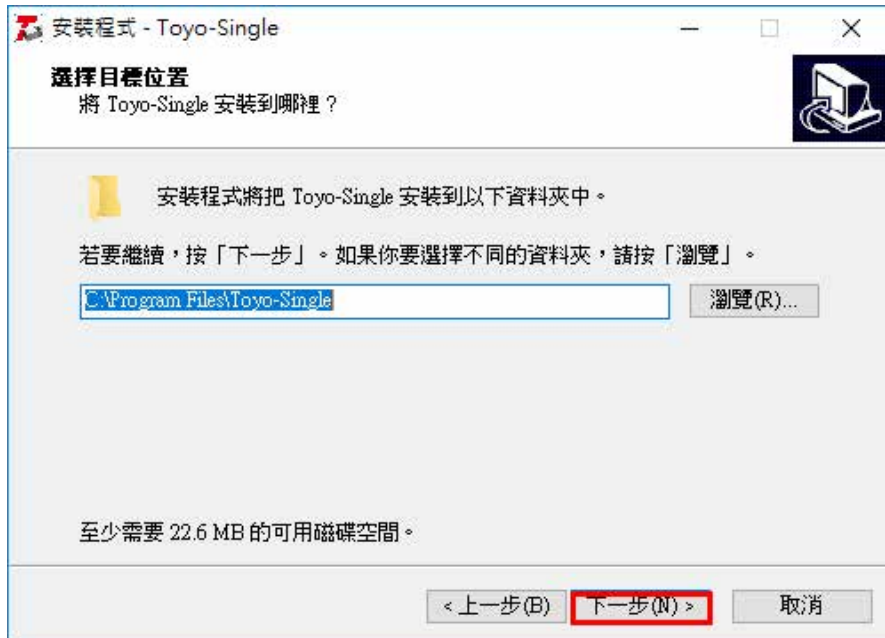 安裝程式 - Toyo-Single
選擇目標位置
將 Toyo-Single 安裝到哪裡？
安裝程式將把 Toyo-Single 安裝到以下資料夾中。
若要繼續，按「下一步」。如果你要選擇不同的資料夾，請按「瀏覽」。
C:\Program Files\Toyo-Single
瀏覽(R)...
至少需要 22.6 MB 的可用磁碟空間。
<上一步(B)
下一步(N) >
取消